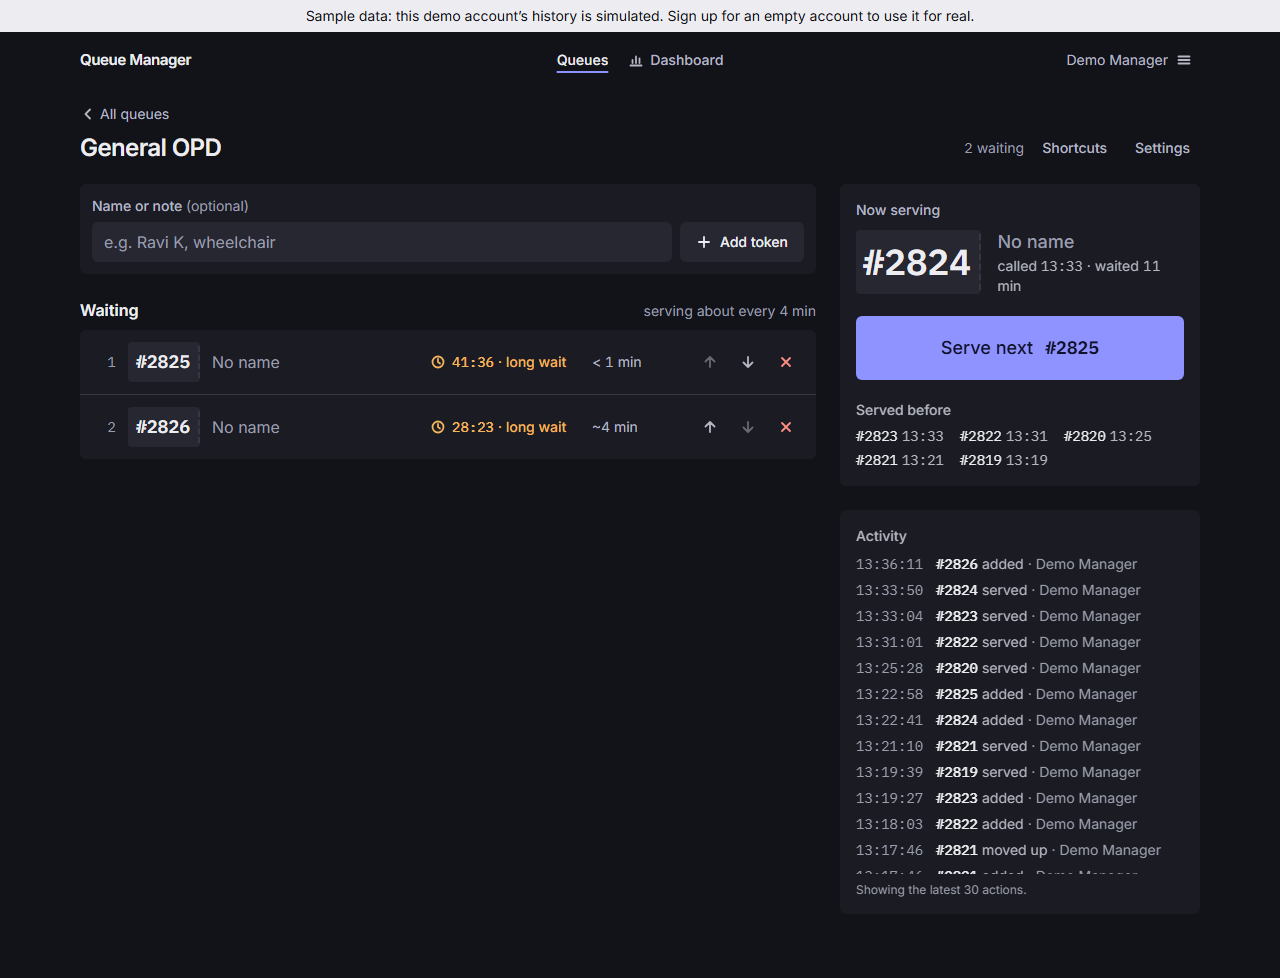 Sample data: this demo account’s history is simulated. Sign up for an empty account to use it for real.
Queue Manager
Queues
Dashboard
Demo Manager
All queues
General OPD
2 waiting
Shortcuts
Settings
Name or note (optional)
e.g. Ravi K, wheelchair
Add token
Waiting
serving about every 4 min
1 #2825 No name 41:36 · long wait < 1 min
2 #2826 No name 28:23 · long wait ~4 min
Now serving
#2824
No name
called 13:33 · waited 11
min
Serve next #2825
Served before
#2823 13:33 #2822 13:31 #2820 13:25
#2821 13:21 #2819 13:19
Activity
13:36:11 #2826 added · Demo Manager
13:33:50 #2824 served · Demo Manager
13:33:04 #2823 served · Demo Manager
13:31:01 #2822 served · Demo Manager
13:25:28 #2820 served · Demo Manager
13:22:58 #2825 added · Demo Manager
13:22:41 #2824 added · Demo Manager
13:21:10 #2821 served · Demo Manager
13:19:39 #2819 served · Demo Manager
13:19:27 #2823 added · Demo Manager
13:18:03 #2822 added · Demo Manager
13:17:46 #2821 moved up · Demo Manager
Showing the latest 30 actions.